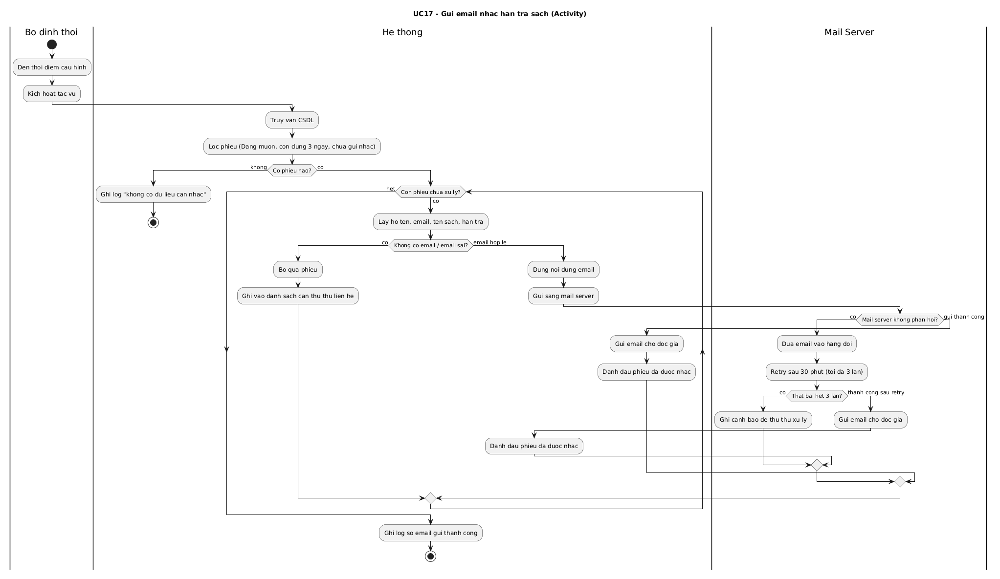 UC17 - Gui email nhac han tra sach (Activity)
Bo dinh thoi
He thong
Mail Server
Den thoi diem cau hinh
Kich hoat tac vu
Truy van CSDL
Loc phieu (Dang muon, con dung 3 ngay, chua gui nhac)
khong
Co phieu nao?
co
Ghi log "khong co du lieu can nhac"
het
Con phieu chua xu ly?
co
Lay ho ten, email, ten sach, han tra
co
Khong co email / email sai?
email hop le
Bo qua phieu
Dung noi dung email
Ghi vao danh sach can thu thu lien he
Gui sang mail server
co
Mail server khong phan hoi?
gui thanh cong
Gui email cho doc gia
Dua email vao hang doi
Danh dau phieu da duoc nhac
Retry sau 30 phut (toi da 3 lan)
co
That bai het 3 lan?
thanh cong sau retry
Ghi canh bao de thu thu xu ly
Gui email cho doc gia
Danh dau phieu da duoc nhac
Ghi log so email gui thanh cong